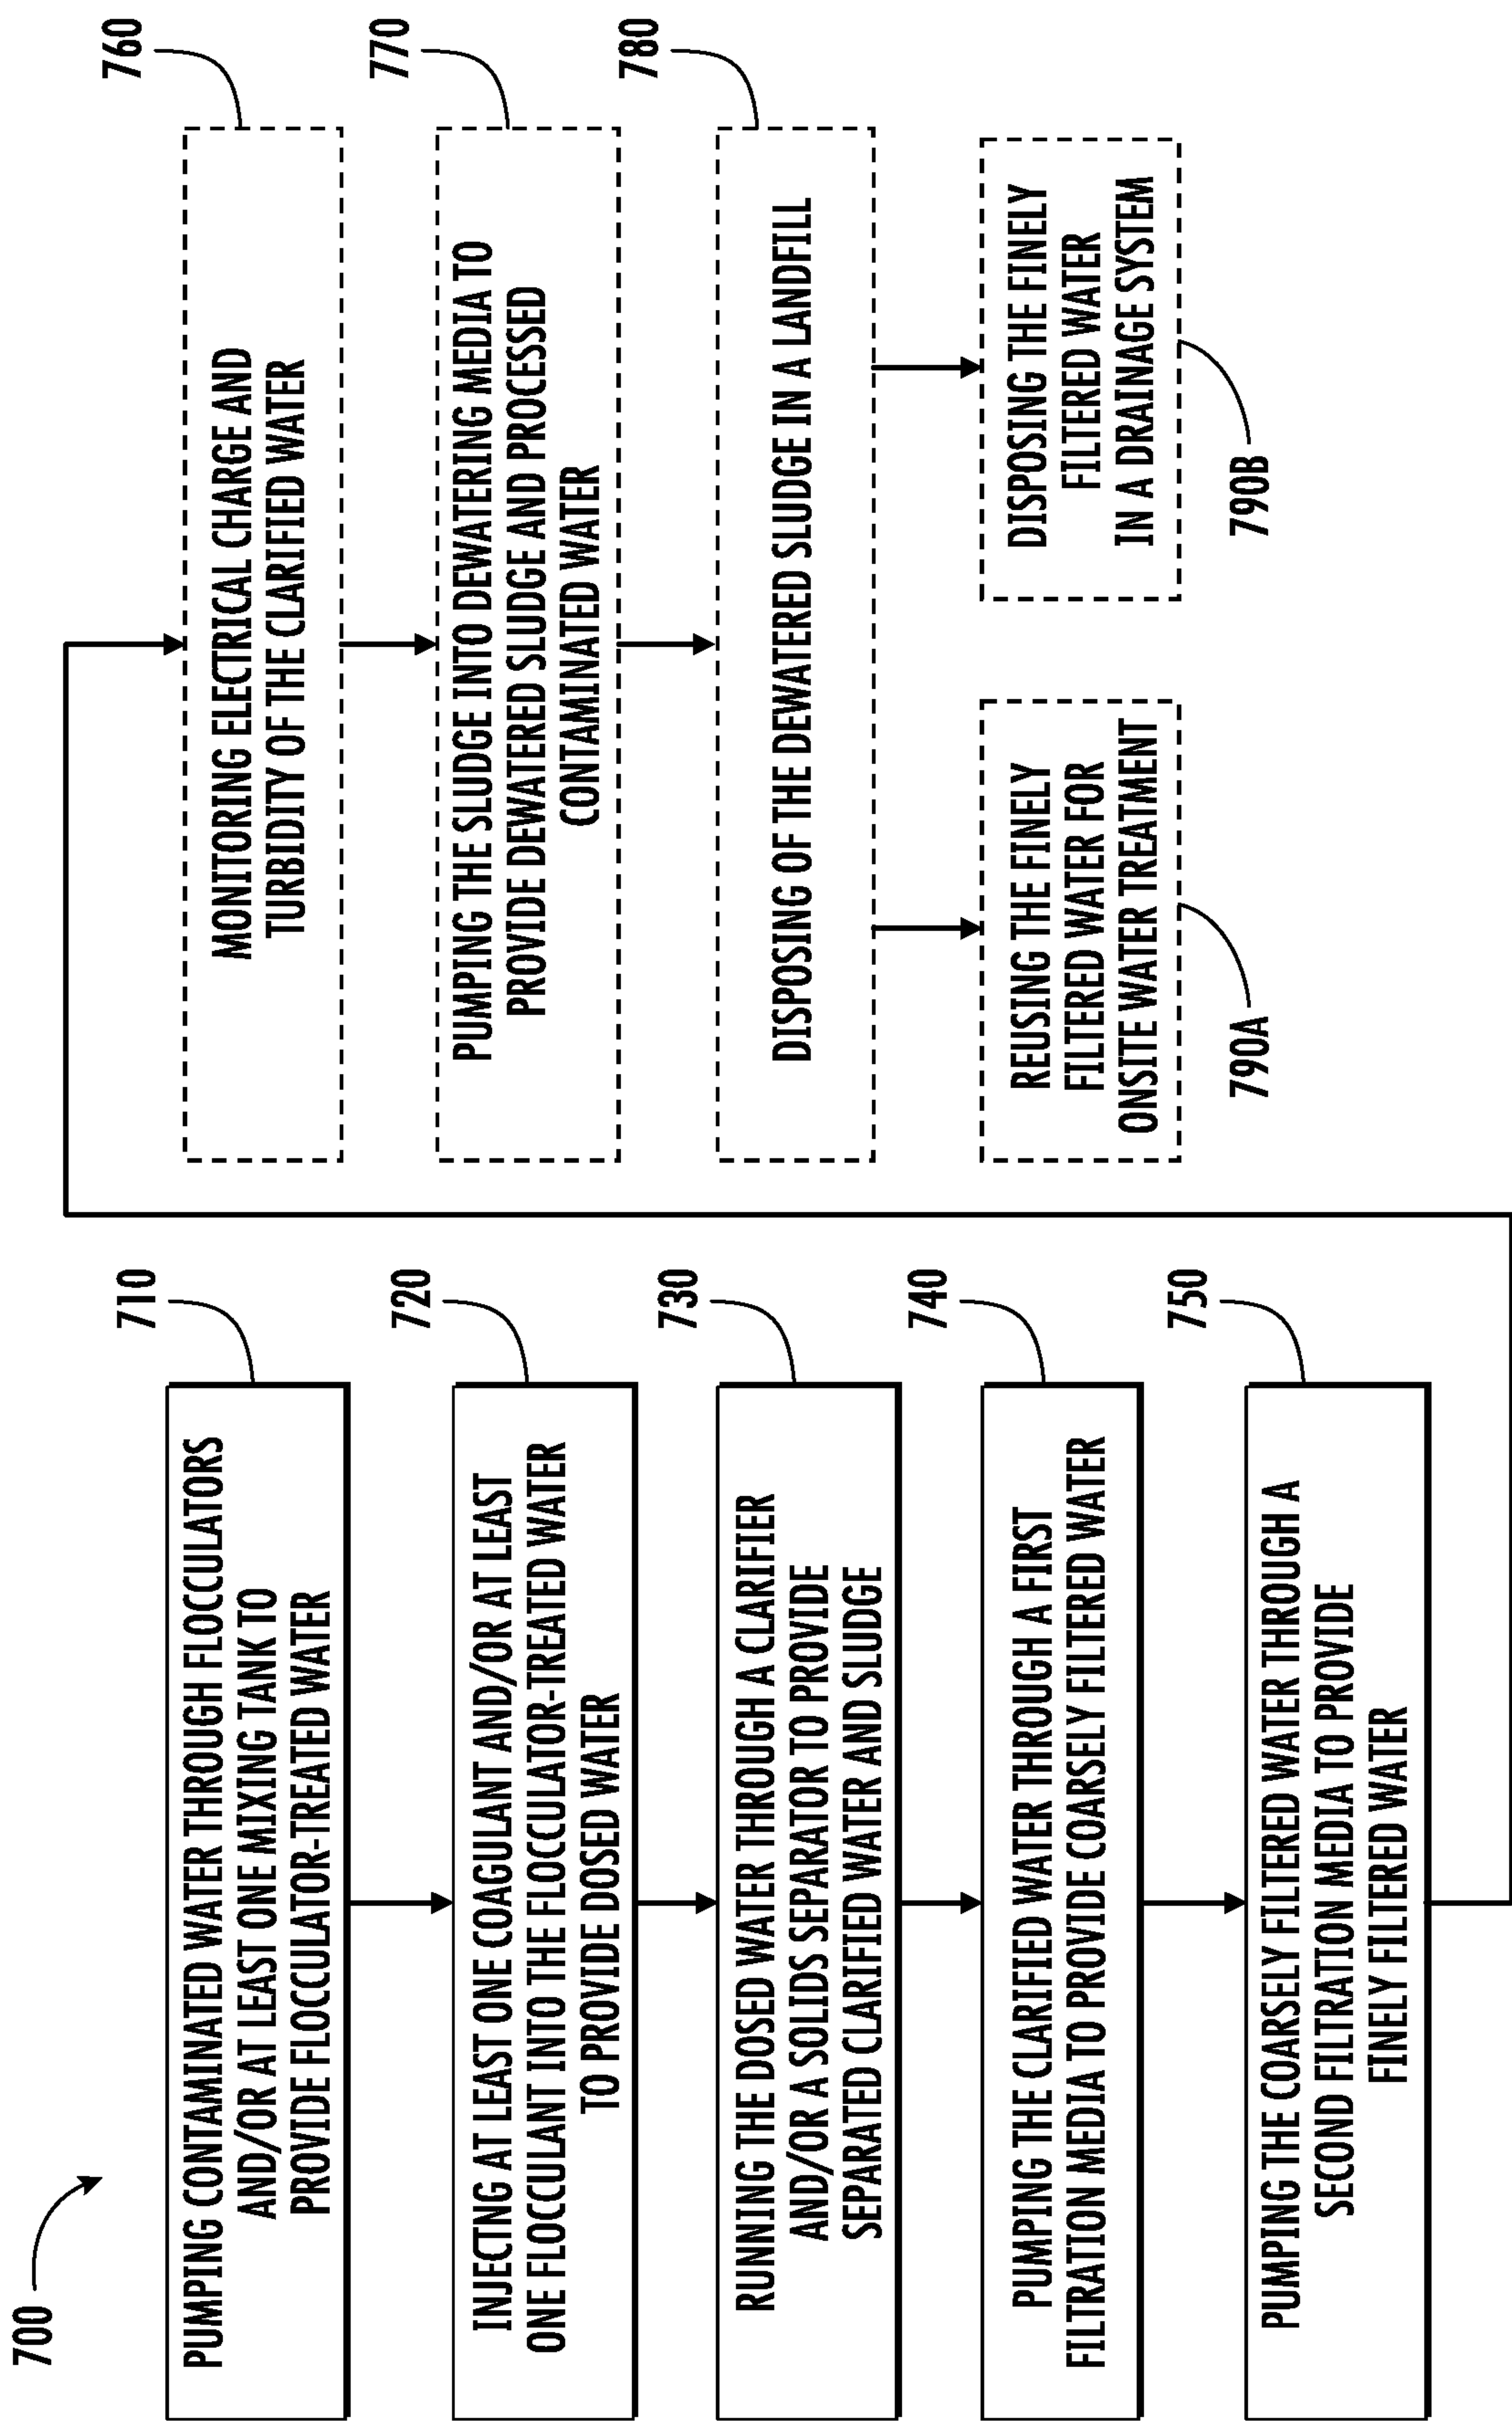 700
PUMPING CONTAMINATED WATER THROUGH FLOCCULATORS
AND/OR AT LEAST ONE MIXING TANK TO
PROVIDE FLOCCULATOR-TREATED WATER
710
INJECTNG AT LEAST ONE COAGULANT AND/OR AT LEAST
ONE FLOCCULANT INTO THE FLOCCULATOR-TREATED WATER
TO PROVIDE DOSED WATER
720
RUNNING THE DOSED WATER THROUGH A CLARIFIER
AND/OR A SOLIDS SEPARATOR TO PROVIDE
SEPARATED CLARIFIED WATER AND SLUDGE
730
PUMPING THE CLARIFIED WATER THROUGH A FIRST
FILTRATION MEDIA TO PROVIDE COARSELY FILTERED WATER
740
PUMPING THE COARSELY FILTERED WATER THROUGH A
SECOND FILTRATION MEDIA TO PROVIDE
FINELY FILTERED WATER
750
MONITORING ELECTRICAL CHARGE AND
TURBIDITY OF THE CLARIFIED WATER
760
PUMPING THE SLUDGE INTO DEWATERING MEDIA TO
PROVIDE DEWATERED SLUDGE AND PROCESSED
CONTAMINATED WATER
770
DISPOSING OF THE DEWATERED SLUDGE IN A LANDFILL
780
REUSING THE FINELY
FILTERED WATER FOR
ONSITE WATER TREATMENT
790A
DISPOSING THE FINELY
FILTERED WATER
IN A DRAINAGE SYSTEM
790B